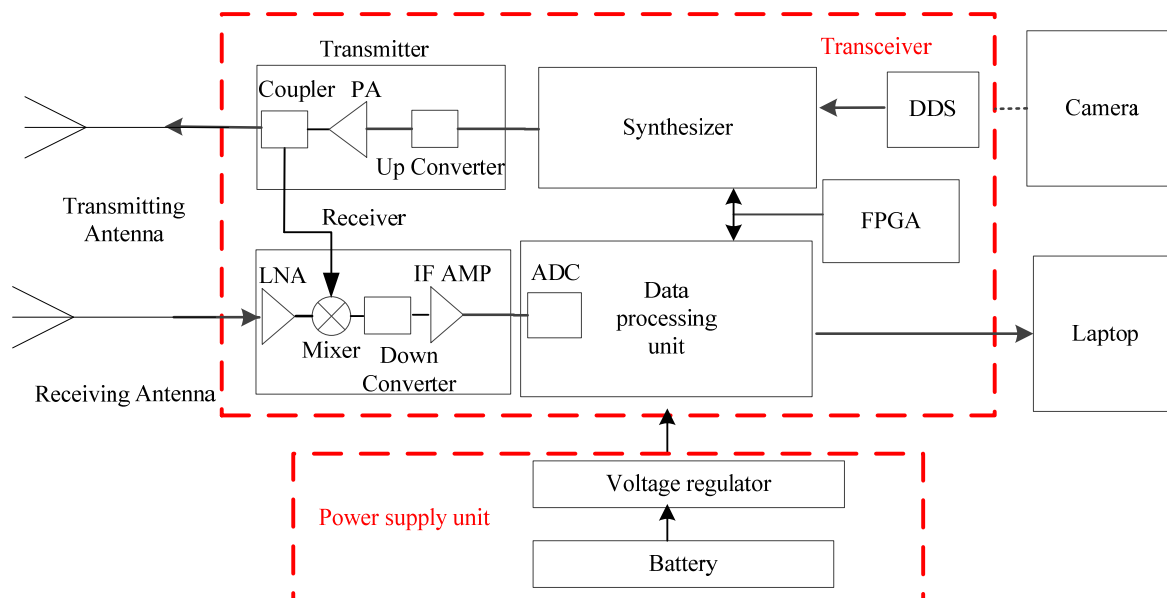 Transmitter
Transceiver
Coupler
PA
DDS
Camera
Synthesizer
Up Converter
Transmitting
Antenna
Receiver
FPGA
LNA
IF AMP
ADC
Data
processing
unit
Mixer
Down
Converter
Laptop
Receiving Antenna
Voltage regulator
Power supply unit
Battery